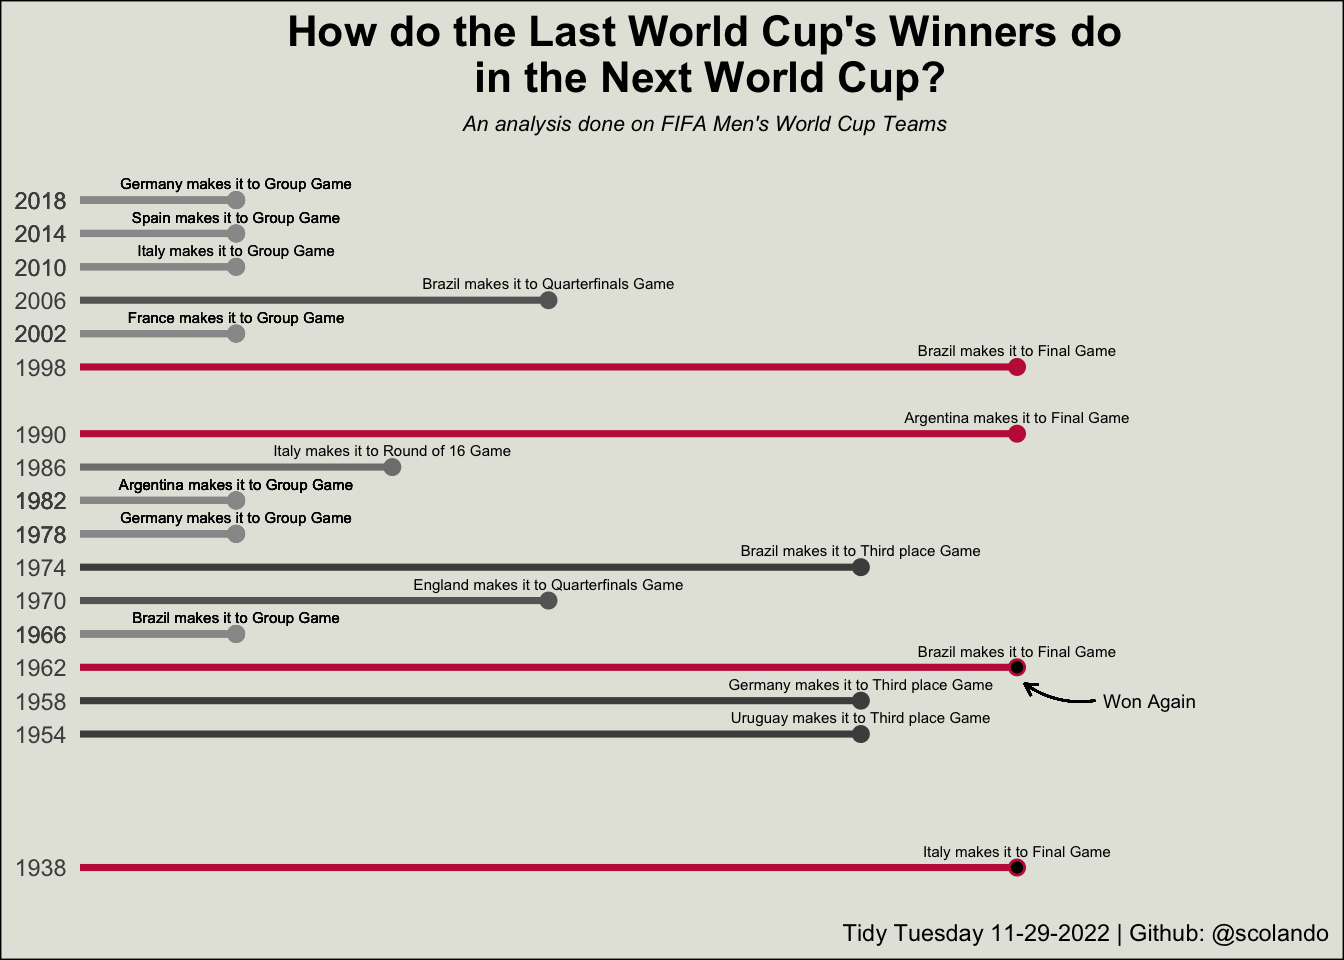 How do the Last World Cup's Winners do
in the Next World Cup?
An analysis done on FIFA Men's World Cup Teams
Germany makes it to Group Game
2018
Spain makes it to Group Game
2014
Italy makes it to Group Game
2010
Brazil makes it to Quarterfinals Game
2006
France makes it to Group Game
2002
Brazil makes it to Final Game
1998
Argentina makes it to Final Game
1990
Italy makes it to Round of 16 Game
1986
Argentina makes it to Group Game
1982
Germany makes it to Group Game
1978
Brazil makes it to Third place Game
1974
England makes it to Quarterfinals Game
1970
Brazil makes it to Group Game
1966
Brazil makes it to Final Game
1962
Germany makes it to Third place Game
1958
Won Again
Uruguay makes it to Third place Game
1954
Italy makes it to Final Game
1938
Tidy Tuesday 11-29-2022 | Github: @scolando